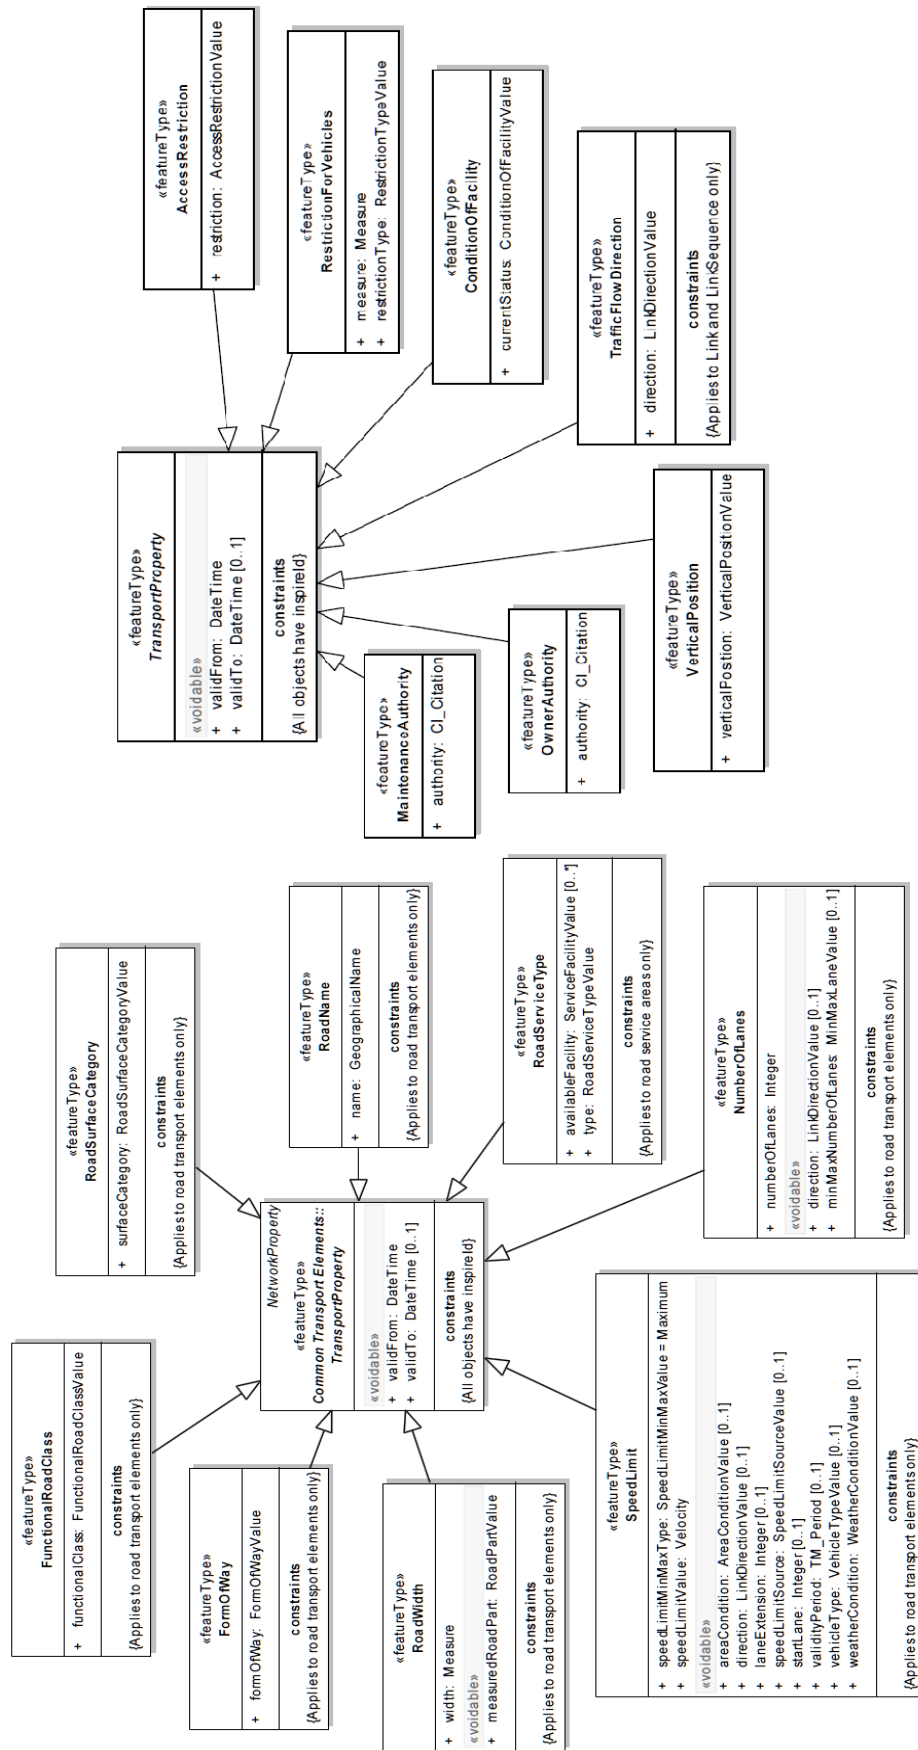 «featureType»
FunctionalRoadClass
+ functionalClass: FunctionalRoadClassValue
constraints
{Applies to road transport elements only}
«featureType»
RoadSurfaceCategory
+ surfaceCategory: RoadSurfaceCategoryValue
constraints
{Applies to road transport elements only}
«featureType»
FormOfWay
+ formOfWay: FormOfWayValue
constraints
{Applies to road transport elements only}
NetworkProperty
«featureType»
Common Transport Elements::
TransportProperty
«voidable»
+ validFrom: DateTime
+ validTo: DateTime [0..1]
constraints
{All objects have inspireId}
«featureType»
RoadName
+ name: GeographicalName
constraints
{Applies to road transport elements only}
«featureType»
RoadWidth
+ width: Measure
«voidable»
+ measuredRoadPart: RoadPartValue
constraints
{Applies to road transport elements only}
«featureType»
RoadServiceType
+ availableFacility: ServiceFacilityValue [0..*]
+ type: RoadServiceTypeValue
constraints
{Applies to road service areas only}
«featureType»
SpeedLimit
+ speedLimitMinMaxType: SpeedLimitMinMaxValue = Maximum
+ speedLimitValue: Velocity
«voidable»
+ areaCondition: AreaConditionValue [0..1]
+ direction: LinkDirectionValue [0..1]
+ laneExtension: Integer [0..1]
+ speedLimitSource: SpeedLimitSourceValue [0..1]
+ startLane: Integer [0..1]
+ validityPeriod: TM_Period [0..1]
+ vehicleType: VehicleTypeValue [0..1]
+ weatherCondition: WeatherConditionValue [0..1]
constraints
{Applies to road transport elements only}
«featureType»
NumberOfLanes
+ numberOfLanes: Integer
«voidable»
+ direction: LinkDirectionValue [0..1]
+ minMaxNumberOfLanes: MinMaxLaneValue [0..1]
constraints
{Applies to road transport elements only}
«featureType»
TransportProperty
«voidable»
+ validFrom: DateTime
+ validTo: DateTime [0..1]
constraints
{All objects have inspireId}
«featureType»
AccessRestriction
+ restriction: AccessRestrictionValue
«featureType»
RestrictionForVehicles
+ measure: Measure
+ restrictionType: RestrictionTypeValue
«featureType»
MaintenanceAuthority
+ authority: CI_Citation
«featureType»
ConditionOfFacility
+ currentStatus: ConditionOfFacilityValue
«featureType»
OwnerAuthority
+ authority: CI_Citation
«featureType»
TrafficFlowDirection
+ direction: LinkDirectionValue
constraints
{Applies to Link and LinkSequence only}
«featureType»
VerticalPosition
+ verticalPostion: VerticalPositionValue